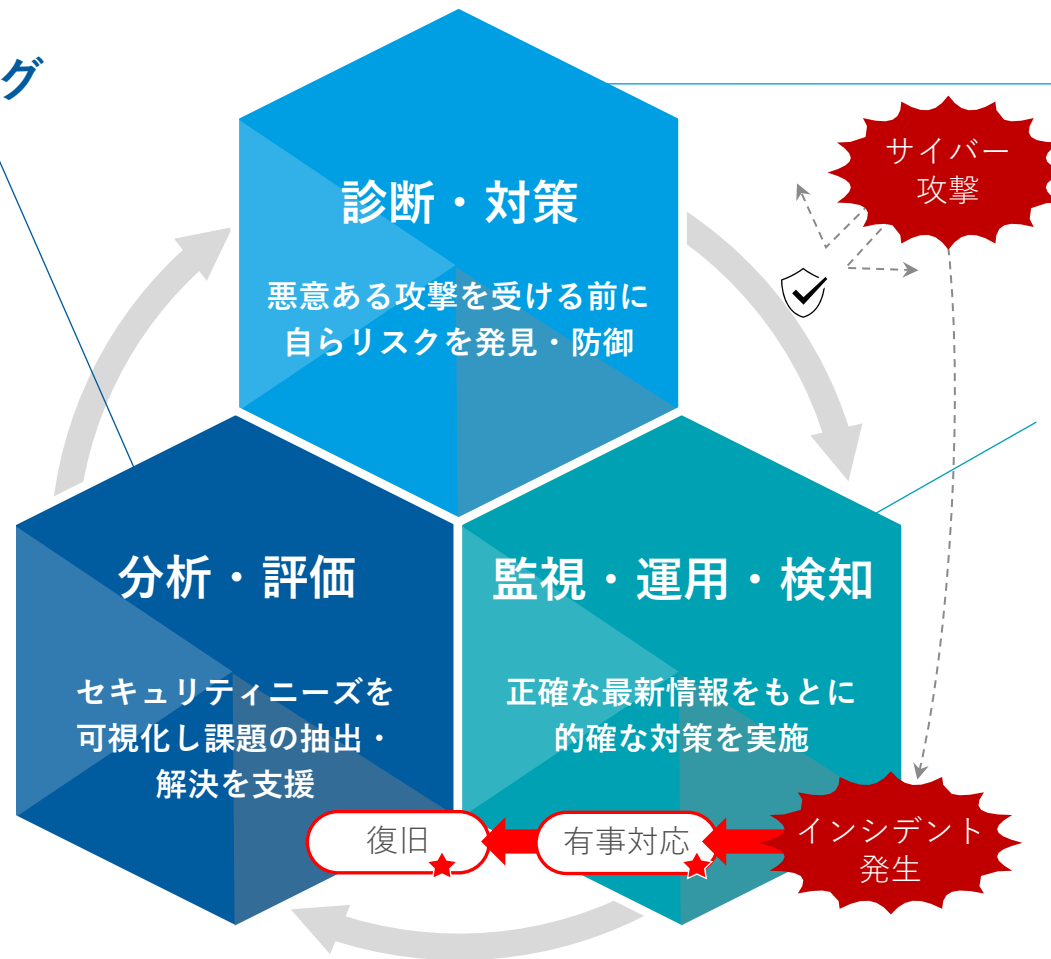 グ
サイバー
攻撃
診断・対策
悪意ある攻撃を受ける前に
自らリスクを発見・防御
分析・評価
セキュリティニーズを
可視化し課題の抽出・
解決を支援
監視・運用・検知
正確な最新情報をもとに
的確な対策を実施
復旧
有事対応
インシデント
発生